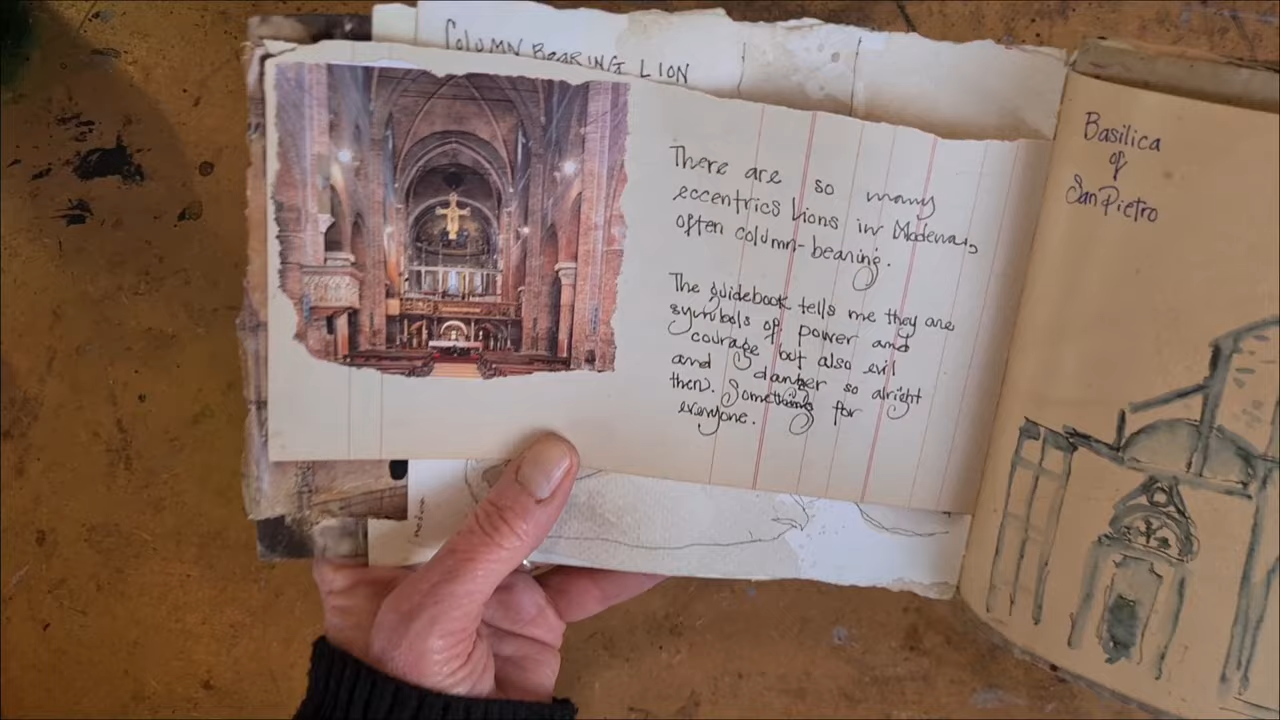 COLUMN BEARING LION
There are so many
eccentrics Lions in Modena,
often column-bearing.
The guidebook tells me they are
symbols of power and
courage but also evil
and danger so alright
then. Something for
everyone.
Basilica
of
San Pietro